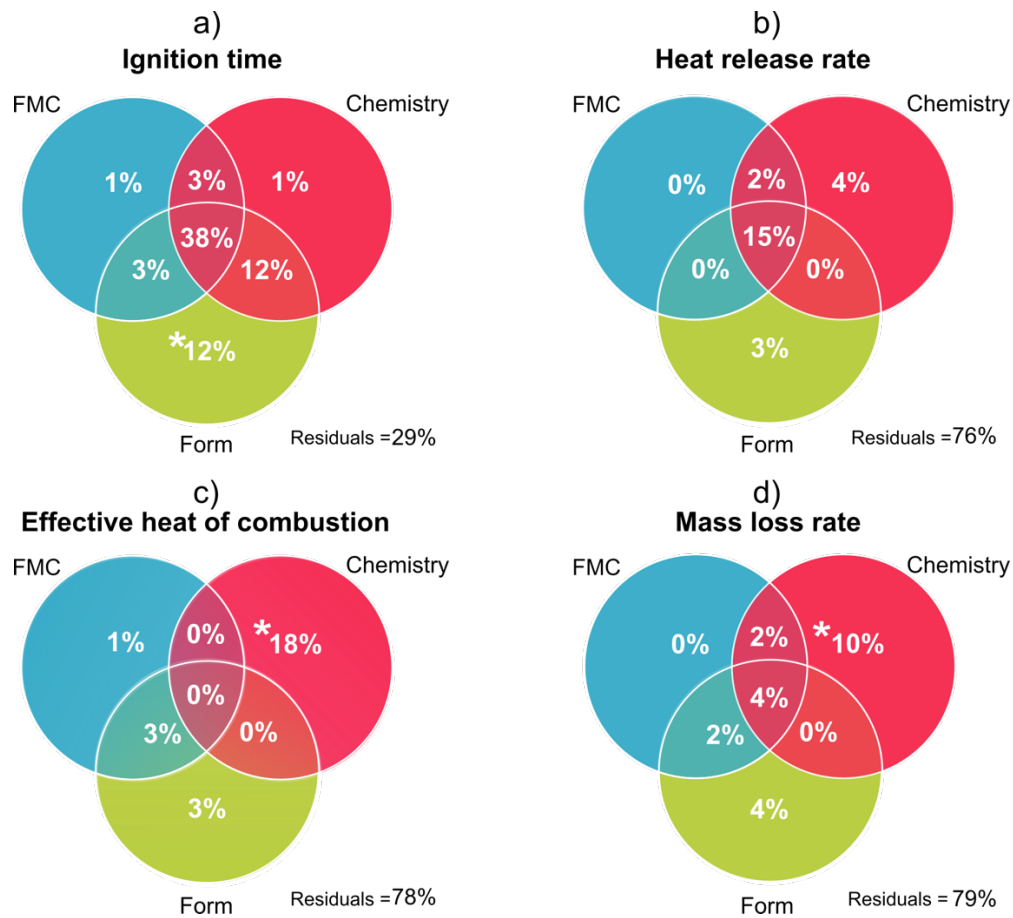 a)
Ignition time
FMC
Chemistry
1%
3%
1%
38%
3%
12%
*12%
Form
Residuals =29%
b)
Heat release rate
FMC
Chemistry
0%
2%
4%
15%
0%
0%
3%
Form
Residuals =76%
c)
Effective heat of combustion
FMC
Chemistry
1%
0%
*18%
0%
3%
0%
3%
Form
Residuals =78%
d)
Mass loss rate
FMC
Chemistry
0%
2%
*10%
4%
2%
0%
4%
Form
Residuals =79%